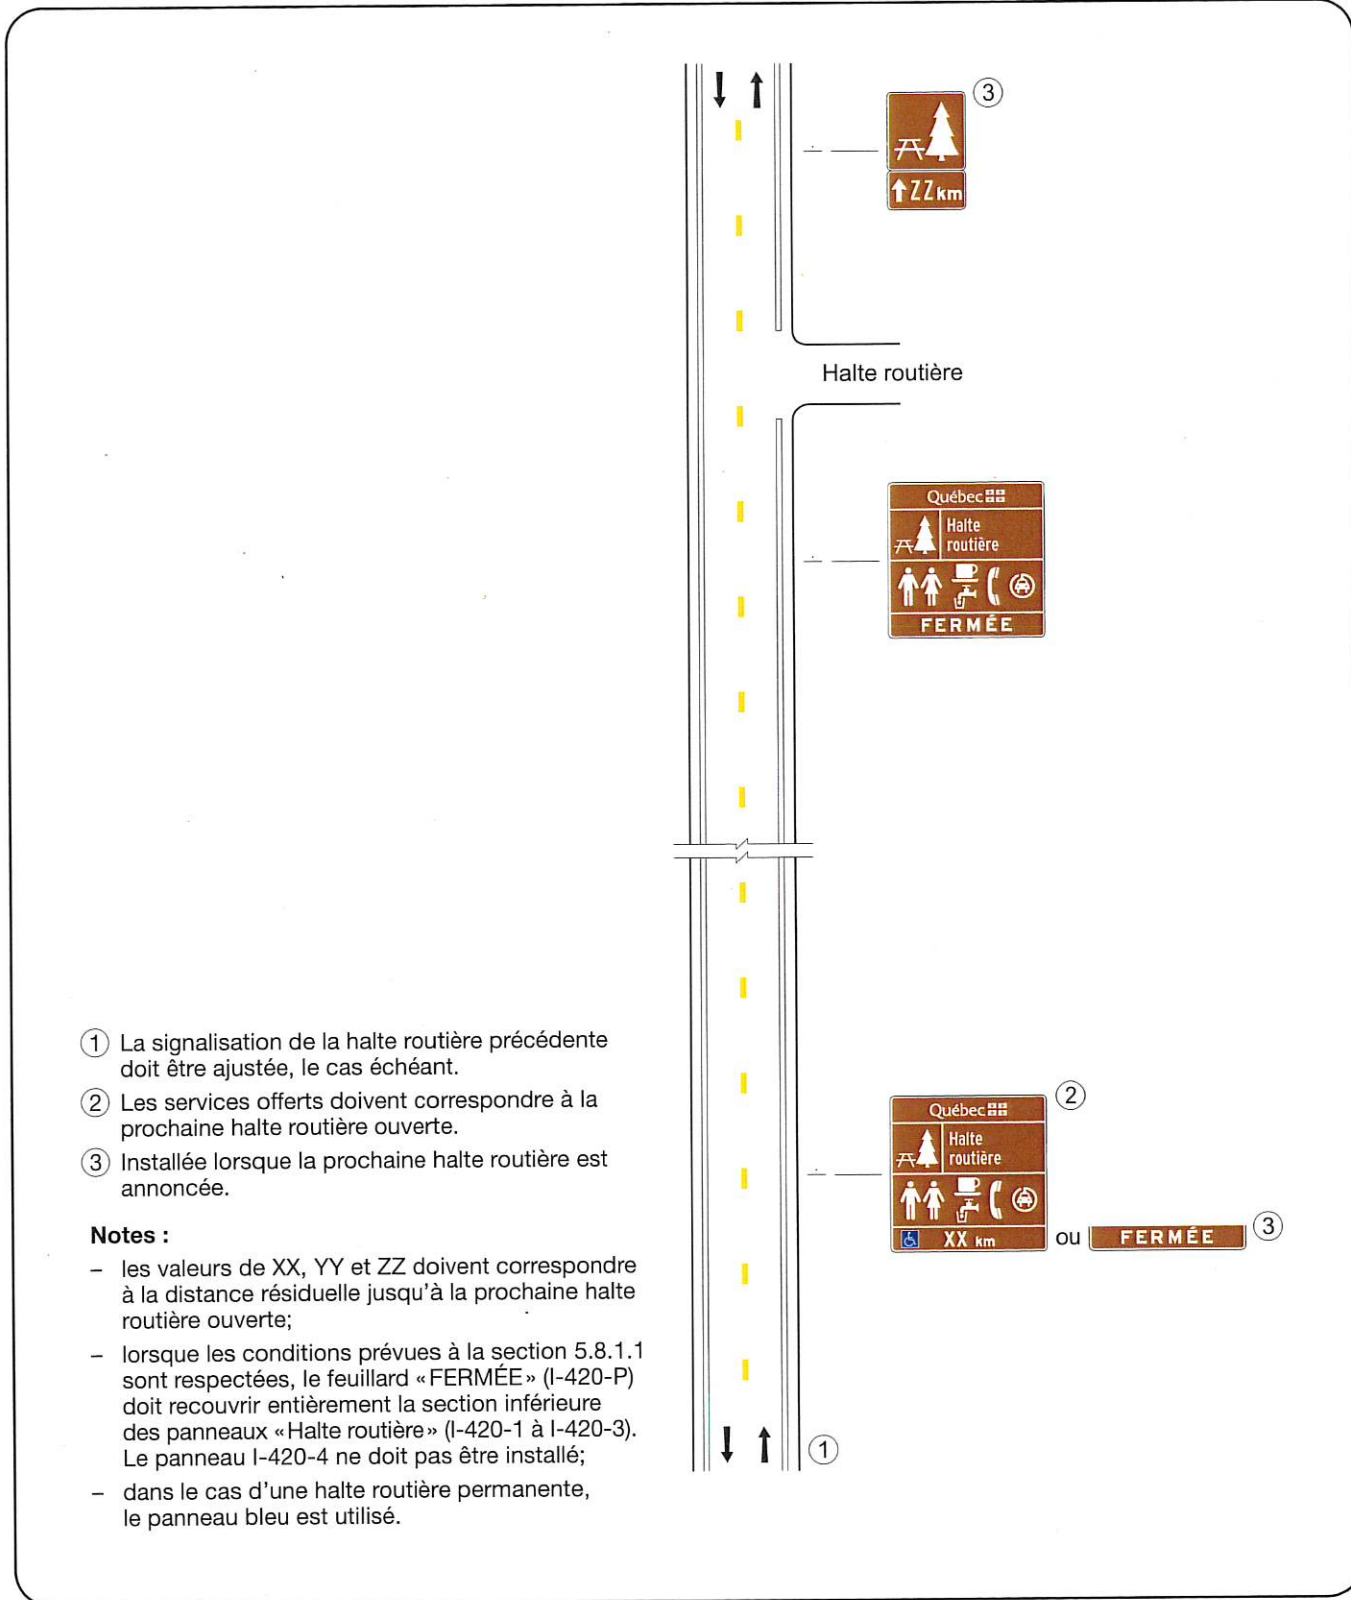 ③
↑ ZZ km
Halte routière
Québec
Halte
routière
FERMÉE
① La signalisation de la halte routière précédente
doit être ajustée, le cas échéant.
② Les services offerts doivent correspondre à la
prochaine halte routière ouverte.
③ Installée lorsque la prochaine halte routière est
annoncée.
Notes :
– les valeurs de XX, YY et ZZ doivent correspondre
à la distance résiduelle jusqu'à la prochaine halte
routière ouverte;
– lorsque les conditions prévues à la section 5.8.1.1
sont respectées, le feuillard «FERMÉE» (I-420-P)
doit recouvrir entièrement la section inférieure
des panneaux «Halte routière» (I-420-1 à I-420-3).
Le panneau I-420-4 ne doit pas être installé;
– dans le cas d'une halte routière permanente,
le panneau bleu est utilisé.
②
Québec
Halte
routière
XX km ou FERMÉE ③
①